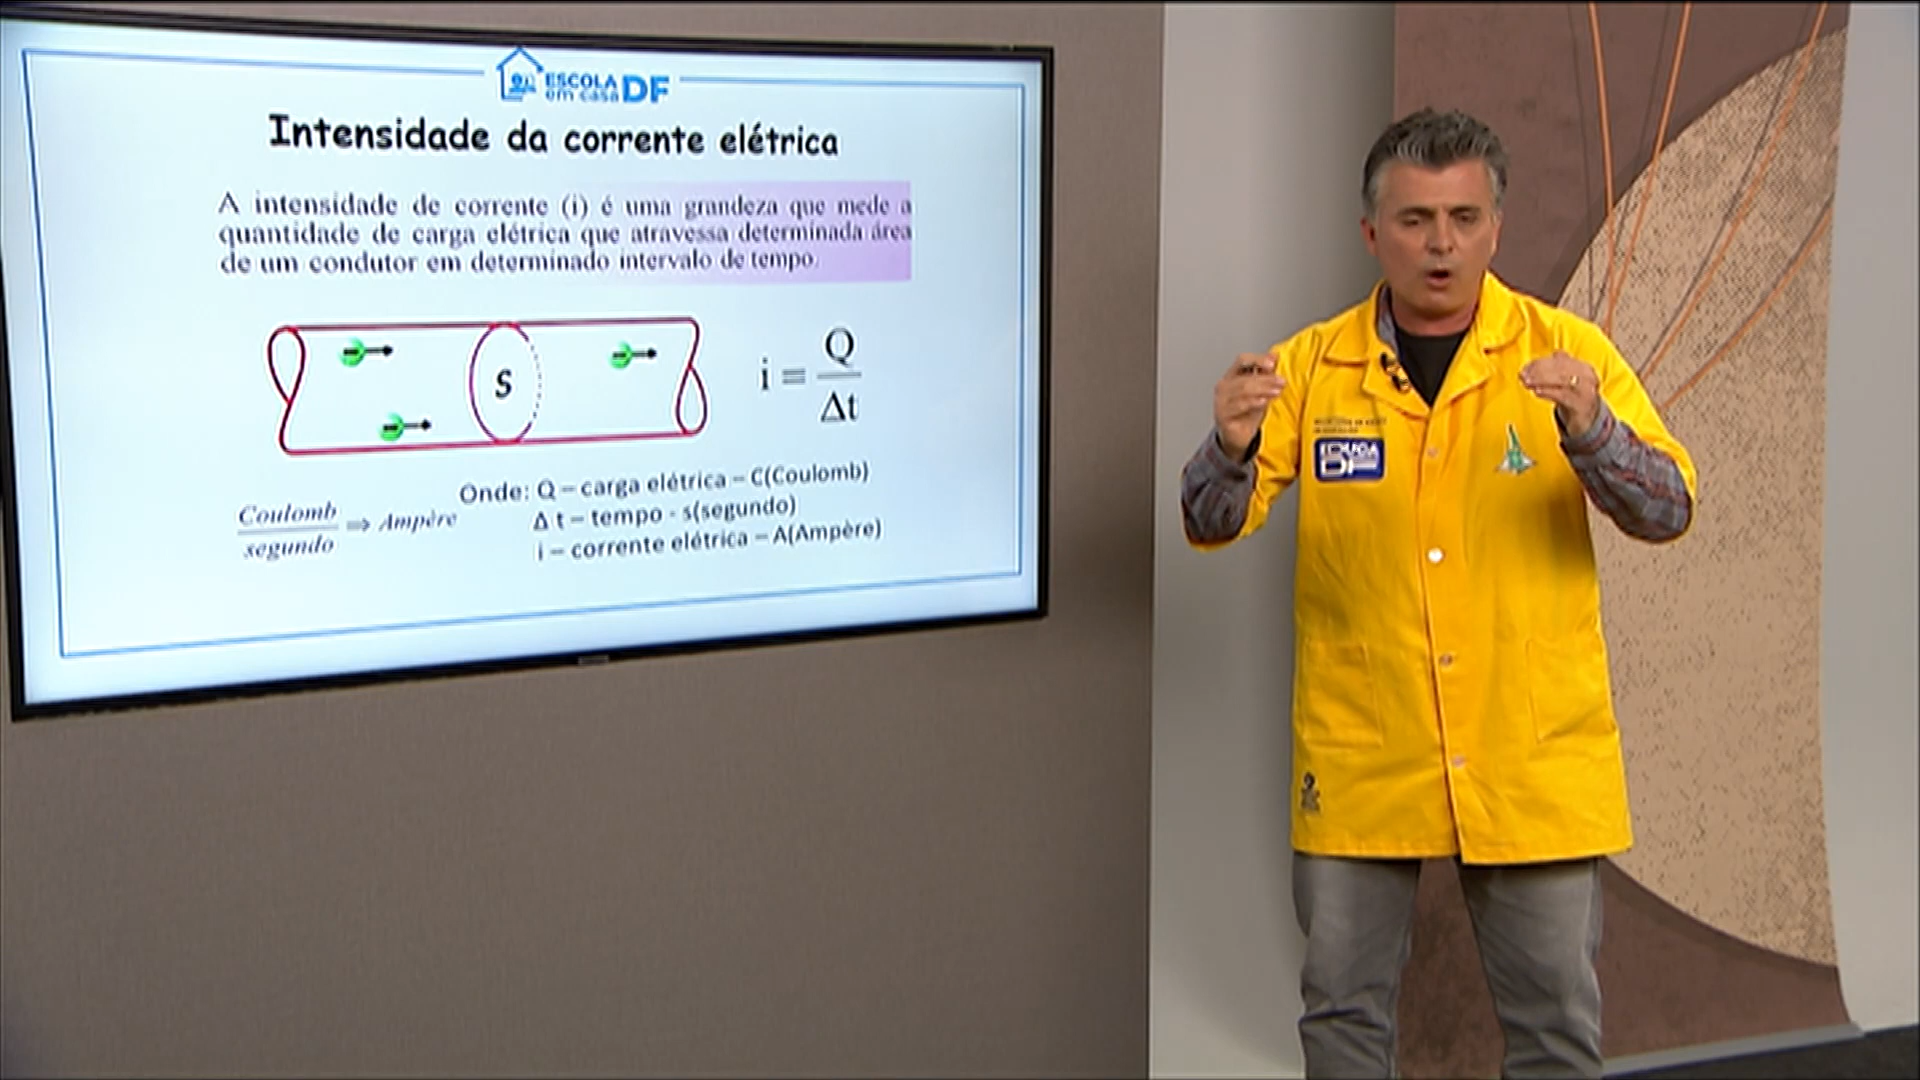 ESCOLA
em casa DF
Intensidade da corrente elétrica
A intensidade de corrente (i) é uma grandeza que mede a
quantidade de carga elétrica que atravessa determinada área
de um condutor em determinado intervalo de tempo.
S
i = Q / Δt
Onde: Q – carga elétrica – C(Coulomb)
Δ t – tempo - s(segundo)
i – corrente elétrica – A(Ampère)
Coulomb / segundo ⇒ Ampère
EDUCA
DF